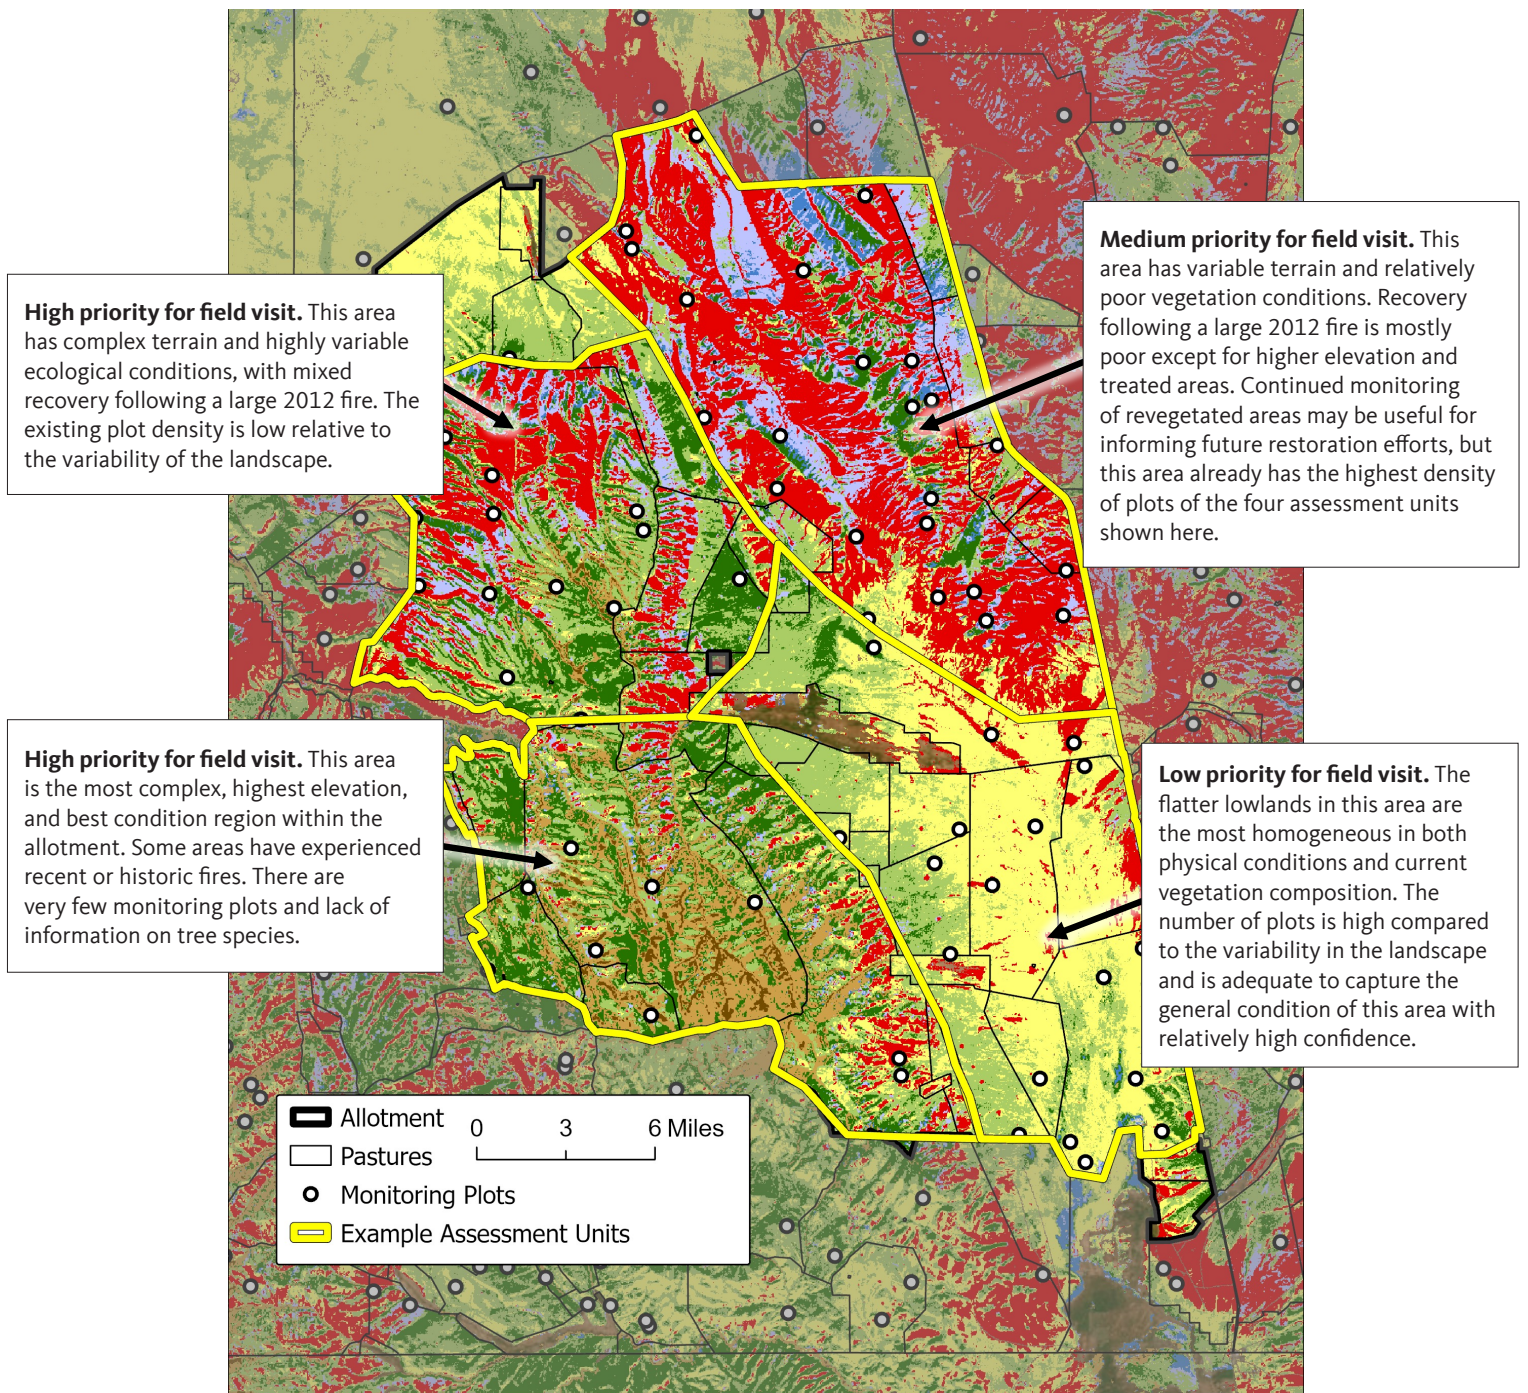 High priority for field visit. This area
has complex terrain and highly variable
ecological conditions, with mixed
recovery following a large 2012 fire. The
existing plot density is low relative to
the variability of the landscape.
Medium priority for field visit. This
area has variable terrain and relatively
poor vegetation conditions. Recovery
following a large 2012 fire is mostly
poor except for higher elevation and
treated areas. Continued monitoring
of revegetated areas may be useful for
informing future restoration efforts, but
this area already has the highest density
of plots of the four assessment units
shown here.
High priority for field visit. This area
is the most complex, highest elevation,
and best condition region within the
allotment. Some areas have experienced
recent or historic fires. There are
very few monitoring plots and lack of
information on tree species.
Low priority for field visit. The
flatter lowlands in this area are
the most homogeneous in both
physical conditions and current
vegetation composition. The
number of plots is high compared
to the variability in the landscape
and is adequate to capture the
general condition of this area with
relatively high confidence.
Allotment
Pastures
Monitoring Plots
Example Assessment Units
0 3 6 Miles